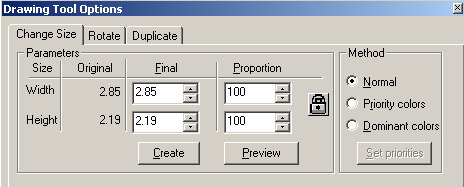 Drawing Tool Options
Change Size Rotate Duplicate
Parameters Method
Size Original Final Proportion
Width 2.85 2.85 100 Normal
Priority colors
Height 2.19 2.19 100 Dominant colors
Create Preview Set priorities